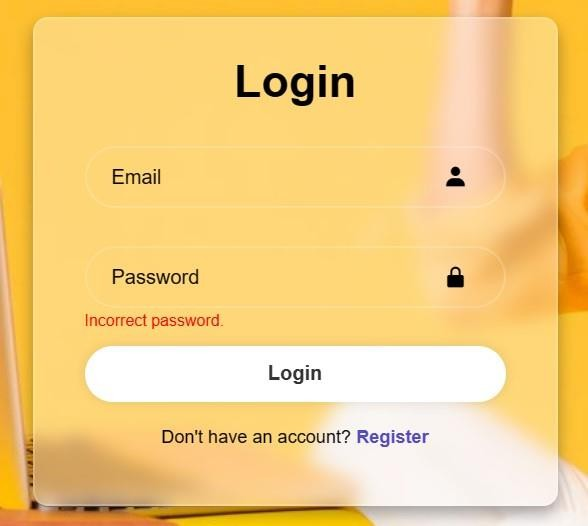 Login
Email
Password
Incorrect password.
Login
Don't have an account? Register